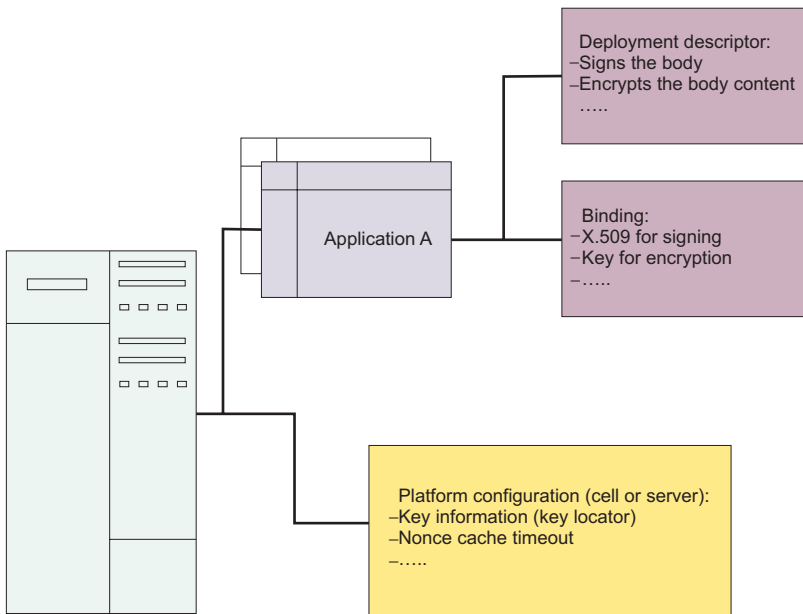 Deployment descriptor:
–Signs the body
–Encrypts the body content
…..
Application A
Binding:
–X.509 for signing
–Key for encryption
–…..
Platform configuration (cell or server):
–Key information (key locator)
–Nonce cache timeout
–…..